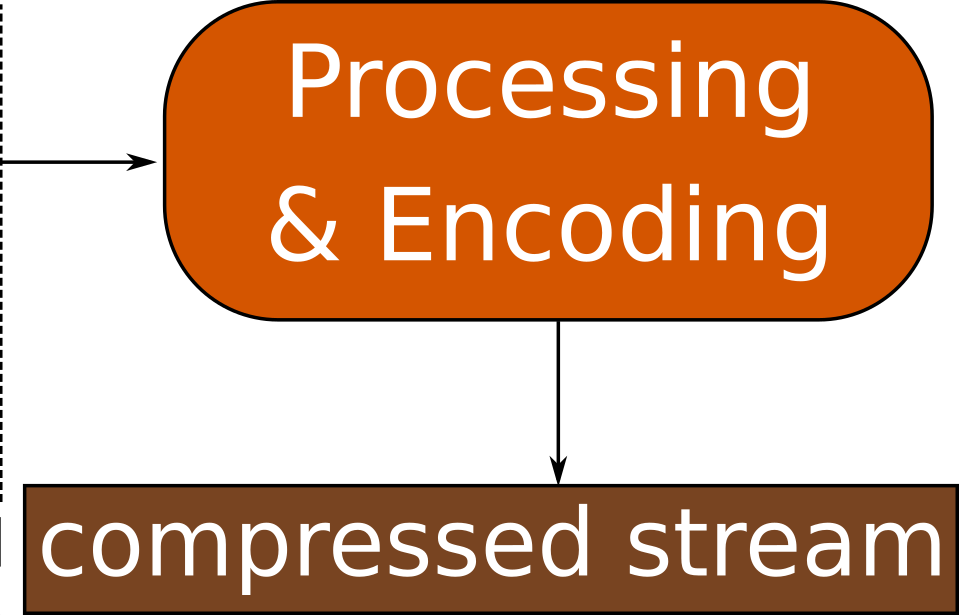 Processing
& Encoding
compressed stream